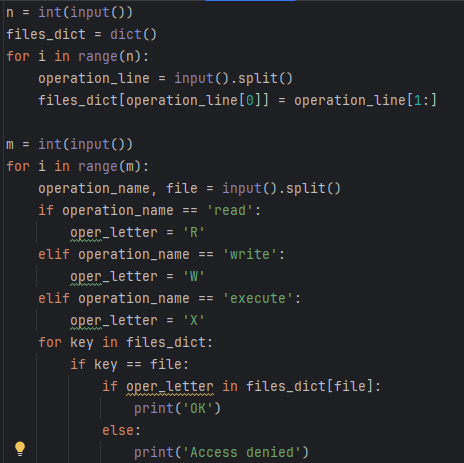 n = int(input())
files_dict = dict()
for i in range(n):
    operation_line = input().split()
    files_dict[operation_line[0]] = operation_line[1:]

m = int(input())
for i in range(m):
    operation_name, file = input().split()
    if operation_name == 'read':
        oper_letter = 'R'
    elif operation_name == 'write':
        oper_letter = 'W'
    elif operation_name == 'execute':
        oper_letter = 'X'
    for key in files_dict:
        if key == file:
            if oper_letter in files_dict[file]:
                print('OK')
            else:
                print('Access denied')